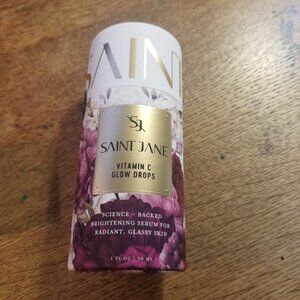 AINT
SJ
SAINT JANE
VITAMIN C
GLOW DROPS
SCIENCE – BACKED
BRIGHTENING SERUM FOR
RADIANT, GLASSY SKIN
1 FL OZ \ 30 ML